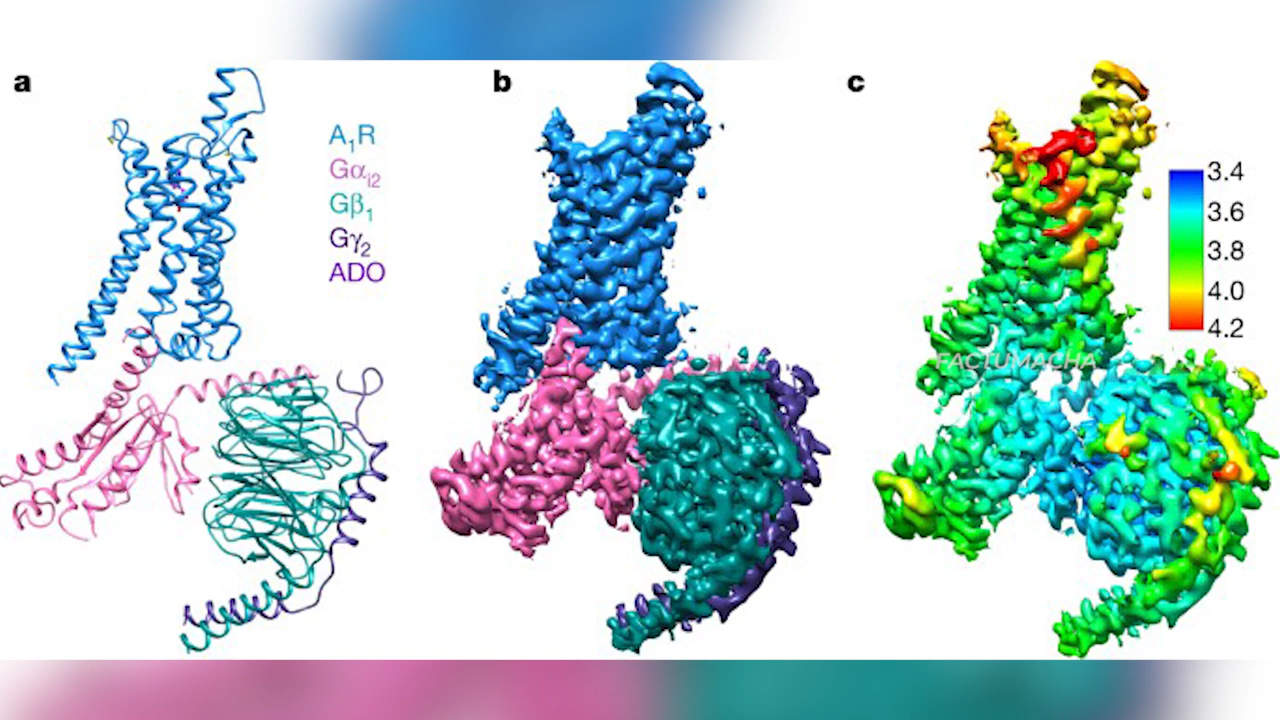 a
b
c
A₁R
Gαᵢ₂
Gβ₁
Gγ₂
ADO
3.4
3.6
3.8
4.0
4.2
FACTUMACHA